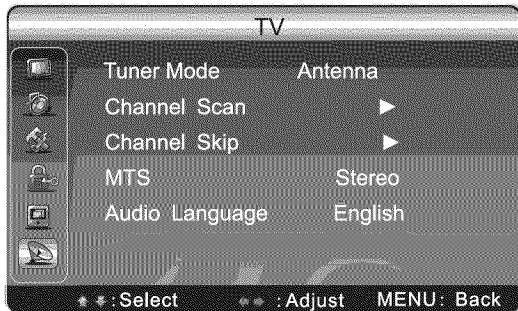 TV
Tuner Mode Antenna
Channel Scan ▶
Channel Skip ▶
MTS Stereo
Audio Language English
:Select :Adjust MENU: Back